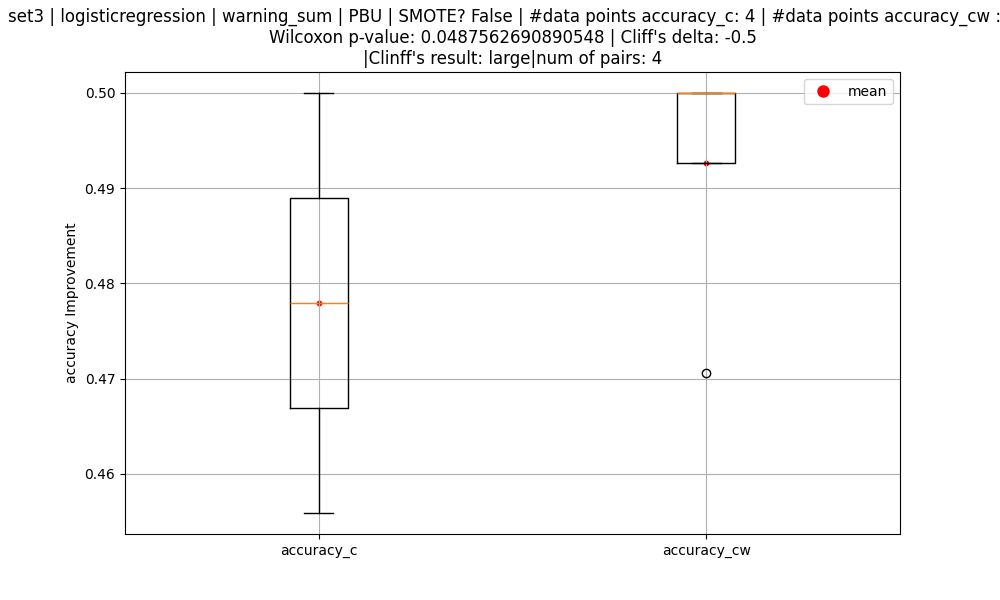 set3 | logisticregression | warning_sum | PBU | SMOTE? False | #data points accuracy_c: 4 | #data points accuracy_cw :
Wilcoxon p-value: 0.0487562690890548 | Cliff's delta: -0.5
|Clinff's result: large|num of pairs: 4
mean
0.50
0.49
0.48
0.47
0.46
accuracy Improvement
accuracy_c
accuracy_cw